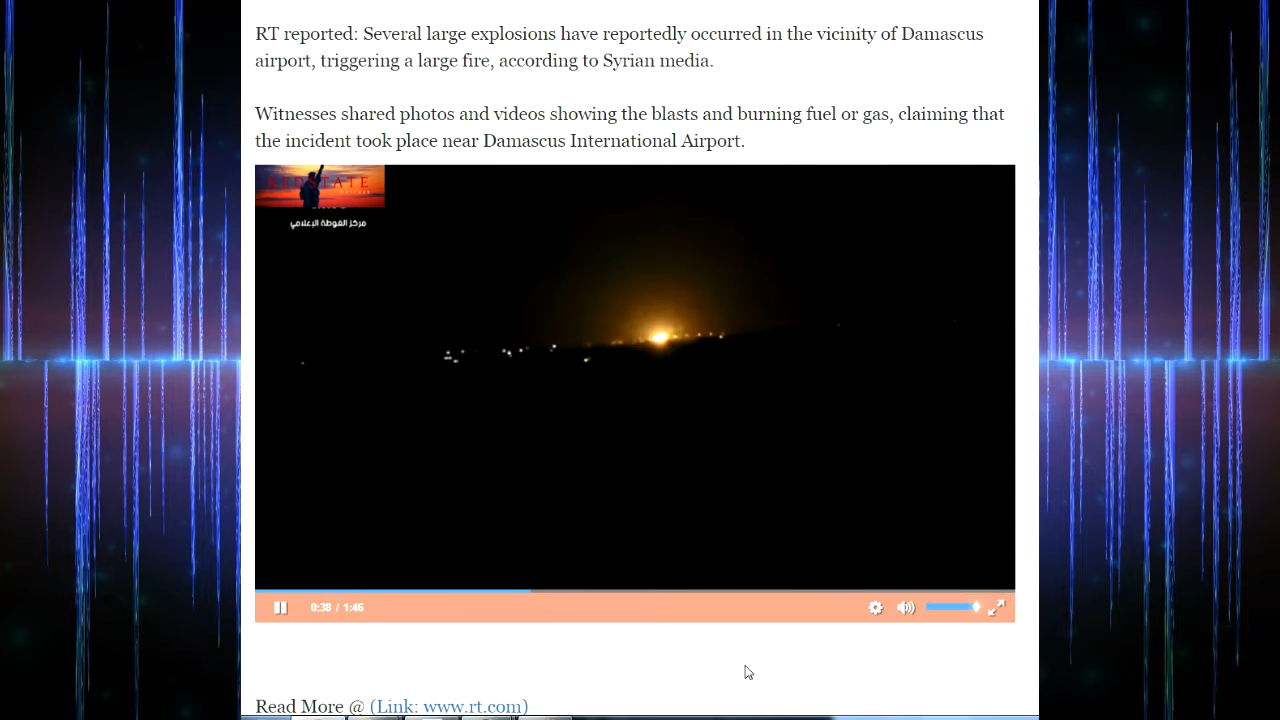 RT reported: Several large explosions have reportedly occurred in the vicinity of Damascus
airport, triggering a large fire, according to Syrian media.
Witnesses shared photos and videos showing the blasts and burning fuel or gas, claiming that
the incident took place near Damascus International Airport.
REDSTATE
مركز الغوطة الإعلامي
0:38 / 1:46
Read More @ (Link: www.rt.com)